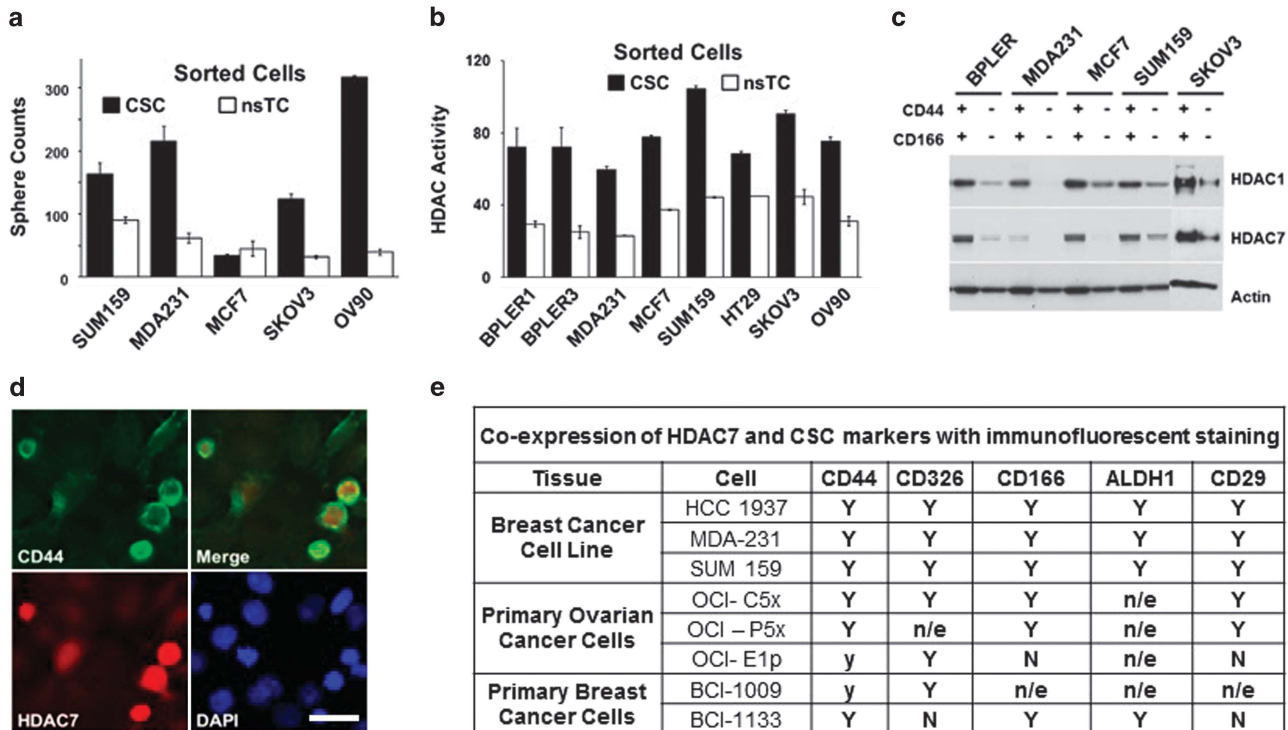 a
Sorted Cells
CSC nsTC
Sphere Counts
300
200
100
0
SUM159 MDA231 MCF7 SKOV3 OV90
b
Sorted Cells
CSC nsTC
HDAC Activity
120
80
40
0
BPLER1 BPLER3 MDA231 MCF7 SUM159 HT29 SKOV3 OV90
c
BPLER MDA231 MCF7 SUM159 SKOV3
CD44 + - + - + - + - + -
CD166 + - + - + - + - + -
HDAC1
HDAC7
Actin
d
CD44 Merge
HDAC7 DAPI
e
Co-expression of HDAC7 and CSC markers with immunofluorescent staining
Tissue Cell CD44 CD326 CD166 ALDH1 CD29
Breast Cancer Cell Line
HCC 1937 Y Y Y Y Y
MDA-231 Y Y Y Y Y
SUM 159 Y Y Y Y Y
Primary Ovarian Cancer Cells
OCI- C5x Y Y Y n/e Y
OCI – P5x Y n/e Y n/e Y
OCI- E1p y Y N n/e N
Primary Breast Cancer Cells
BCI-1009 y Y n/e n/e n/e
BCI-1133 Y N Y Y N